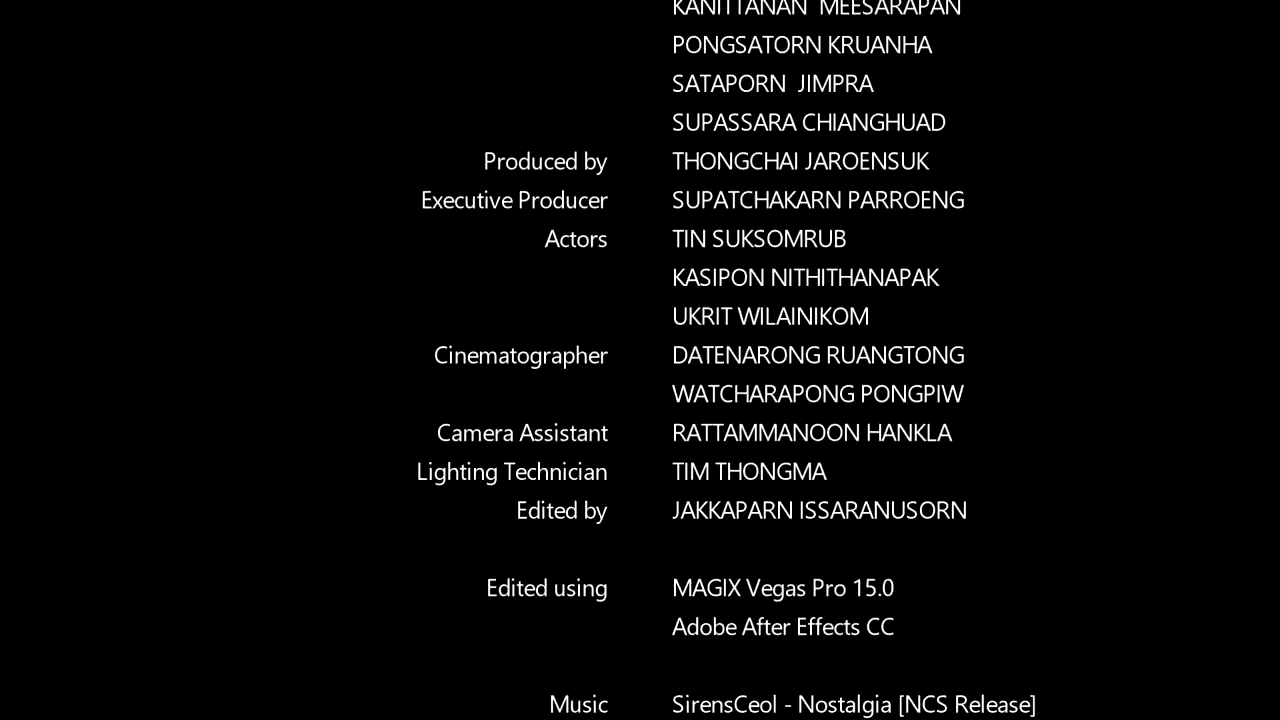 KANITTANAN  MEESARAPAN
PONGSATORN KRUANHA
SATAPORN  JIMPRA
SUPASSARA CHIANGHUAD
Produced by THONGCHAI JAROENSUK
Executive Producer SUPATCHAKARN PARROENG
Actors TIN SUKSOMRUB
KASIPON NITHITHANAPAK
UKRIT WILAINIKOM
Cinematographer DATENARONG RUANGTONG
WATCHARAPONG PONGPIW
Camera Assistant RATTAMMANOON HANKLA
Lighting Technician TIM THONGMA
Edited by JAKKAPARN ISSARANUSORN
Edited using MAGIX Vegas Pro 15.0
Adobe After Effects CC
Music SirensCeol - Nostalgia [NCS Release]